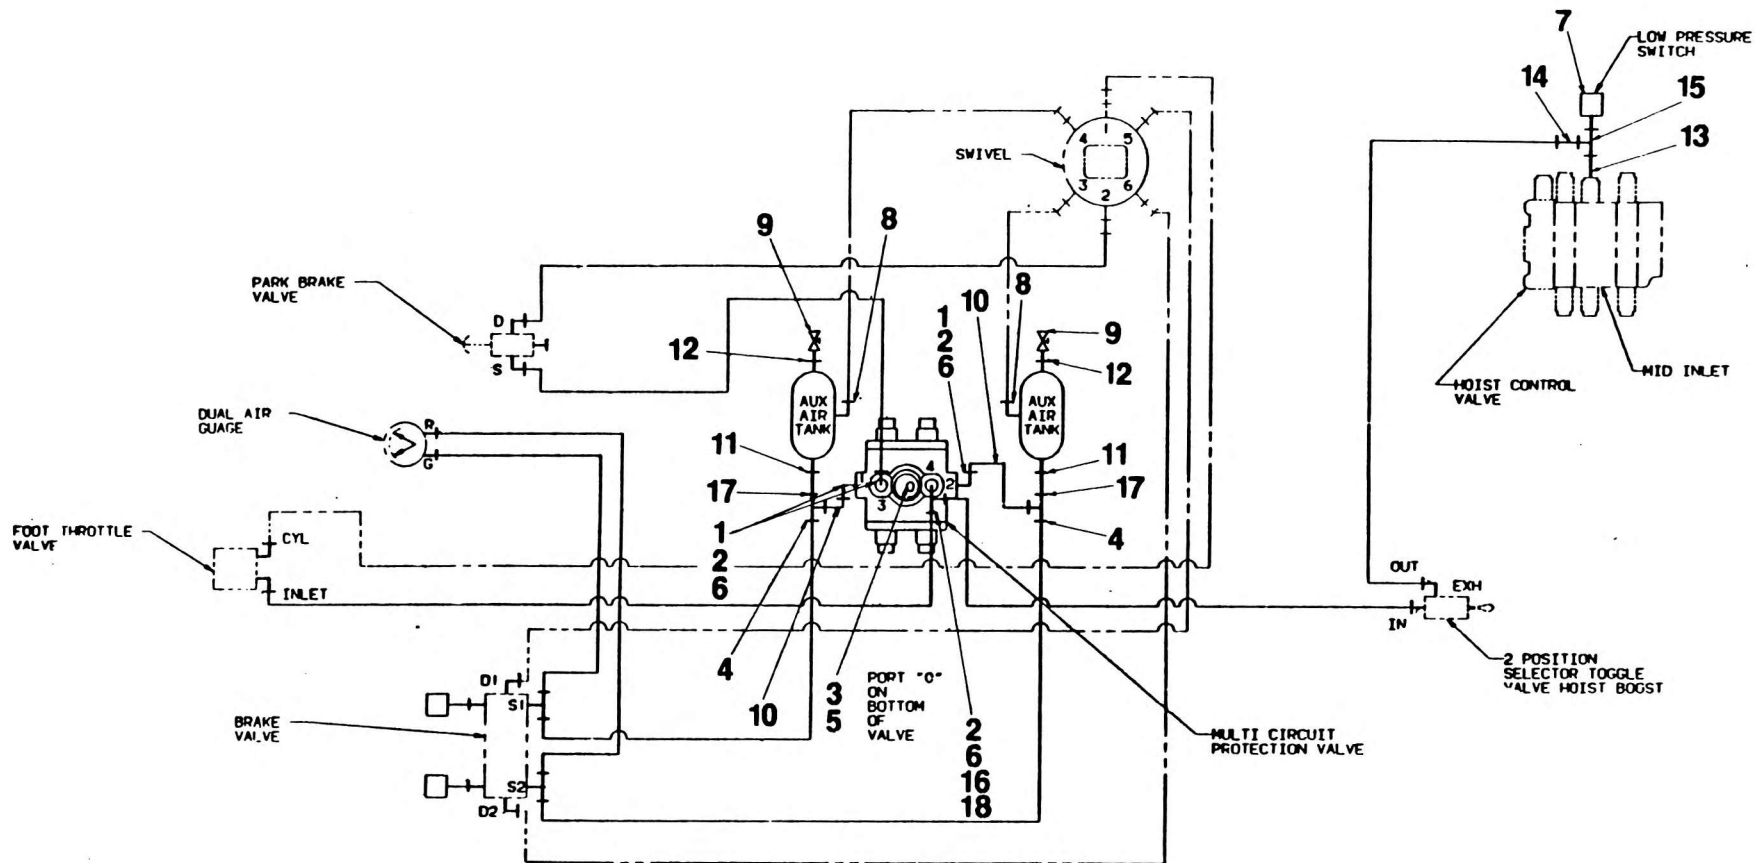 7
LOW PRESSURE
SWITCH
14
15
13
4
5
SWIVEL
3
6
2
9
8
PARK BRAKE
VALVE
D
S
10
8
1
2
6
9
12
12
HOIST CONTROL
VALVE
MID INLET
AUX
AIR
TANK
AUX
AIR
TANK
DUAL AIR
GUAGE
R
G
11
17
4
2
3
0
11
17
4
1
2
6
FOOT THROTTLE
VALVE
CYL
INLET
OUT
EXH
IN
2 POSITION
SELECTOR TOGGLE
VALVE HOIST BOOST
4
10
3
5
PORT "0"
ON
BOTTOM
OF
VALVE
2
6
16
18
MULTI CIRCUIT
PROTECTION VALVE
BRAKE
VALVE
D1
S1
S2
D2